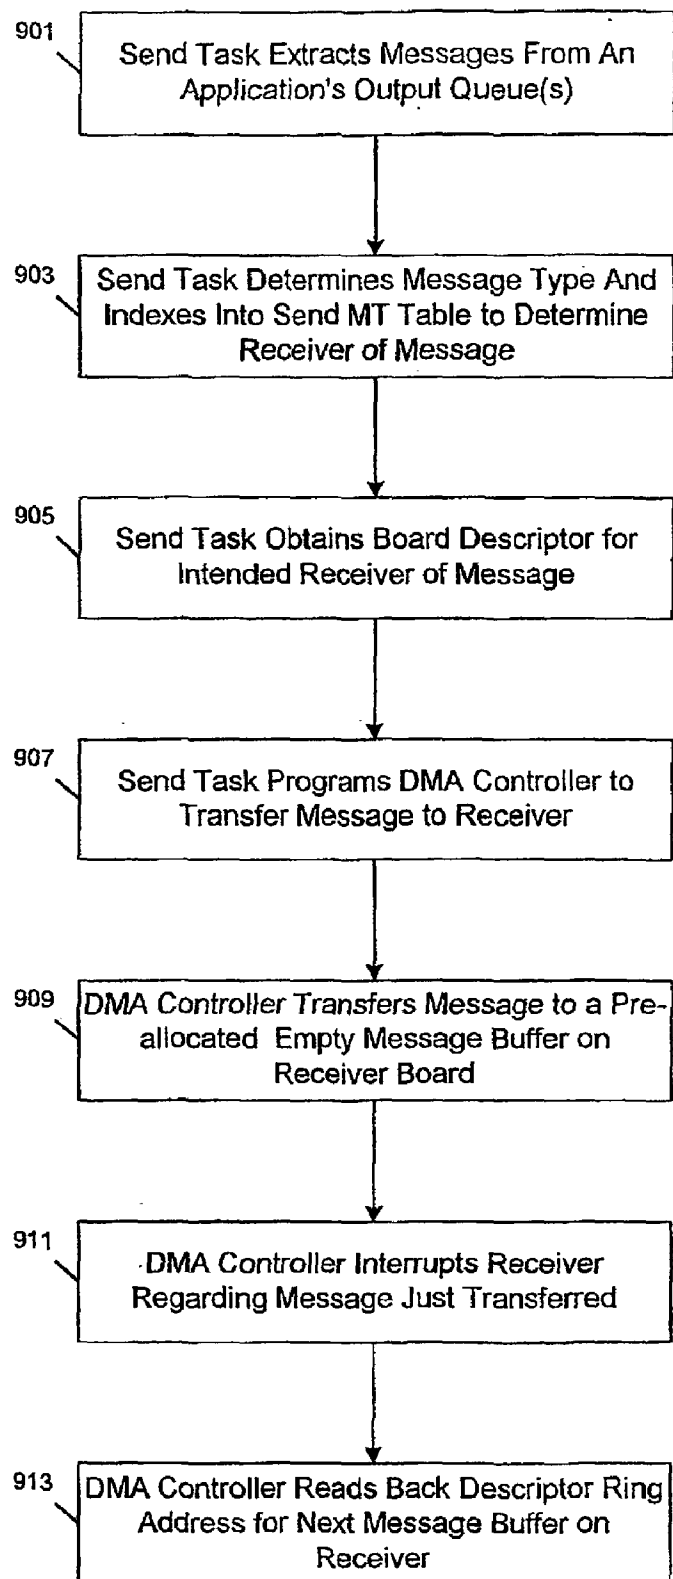 901
Send Task Extracts Messages From An
Application's Output Queue(s)
903
Send Task Determines Message Type And
Indexes Into Send MT Table to Determine
Receiver of Message
905
Send Task Obtains Board Descriptor for
Intended Receiver of Message
907
Send Task Programs DMA Controller to
Transfer Message to Receiver
909
DMA Controller Transfers Message to a Pre-
allocated Empty Message Buffer on
Receiver Board
911
DMA Controller Interrupts Receiver
Regarding Message Just Transferred
913
DMA Controller Reads Back Descriptor Ring
Address for Next Message Buffer on
Receiver